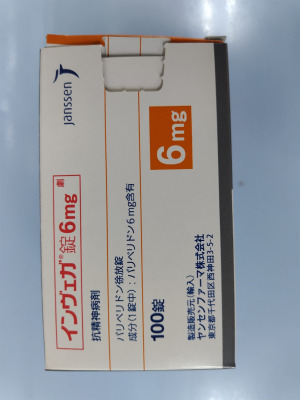 janssen
インヴェガ®錠 6mg
劇
抗精神病剤
パリペリドン徐放錠
成分(1錠中):パリペリドン6mg含有
100錠
6mg
製造販売元(輸入)
ヤンセンファーマ株式会社
東京都千代田区西神田3-5-2